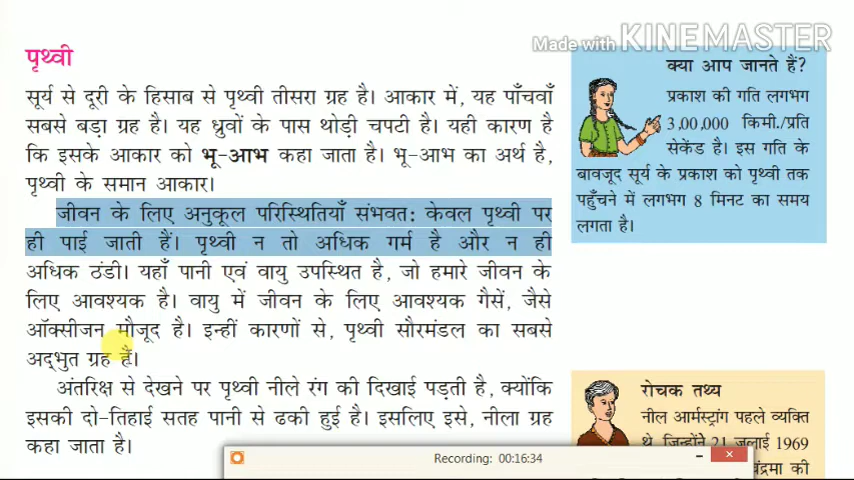 Made with KINEMASTER
पृथ्वी
सूर्य से दूरी के हिसाब से पृथ्वी तीसरा ग्रह है। आकार में, यह पाँचवाँ
सबसे बड़ा ग्रह है। यह ध्रुवों के पास थोड़ी चपटी है। यही कारण है
कि इसके आकार को भू-आभ कहा जाता है। भू-आभ का अर्थ है,
पृथ्वी के समान आकार।
जीवन के लिए अनुकूल परिस्थितियाँ संभवत: केवल पृथ्वी पर
ही पाई जाती हैं। पृथ्वी न तो अधिक गर्म है और न ही
अधिक ठंडी। यहाँ पानी एवं वायु उपस्थित है, जो हमारे जीवन के
लिए आवश्यक है। वायु में जीवन के लिए आवश्यक गैसें, जैसे
ऑक्सीजन मौजूद है। इन्हीं कारणों से, पृथ्वी सौरमंडल का सबसे
अद्भुत ग्रह है।
अंतरिक्ष से देखने पर पृथ्वी नीले रंग की दिखाई पड़ती है, क्योंकि
इसकी दो-तिहाई सतह पानी से ढकी हुई है। इसलिए इसे, नीला ग्रह
कहा जाता है।
क्या आप जानते हैं?
प्रकाश की गति लगभग
3,00,000 किमी./प्रति
सेकेंड है। इस गति के
बावजूद सूर्य के प्रकाश को पृथ्वी तक
पहुँचने में लगभग 8 मिनट का समय
लगता है।
रोचक तथ्य
नील आर्मस्ट्रांग पहले व्यक्ति
थे, जिन्होंने 21 जुलाई 1969
चंद्रमा की
Recording: 00:16:34